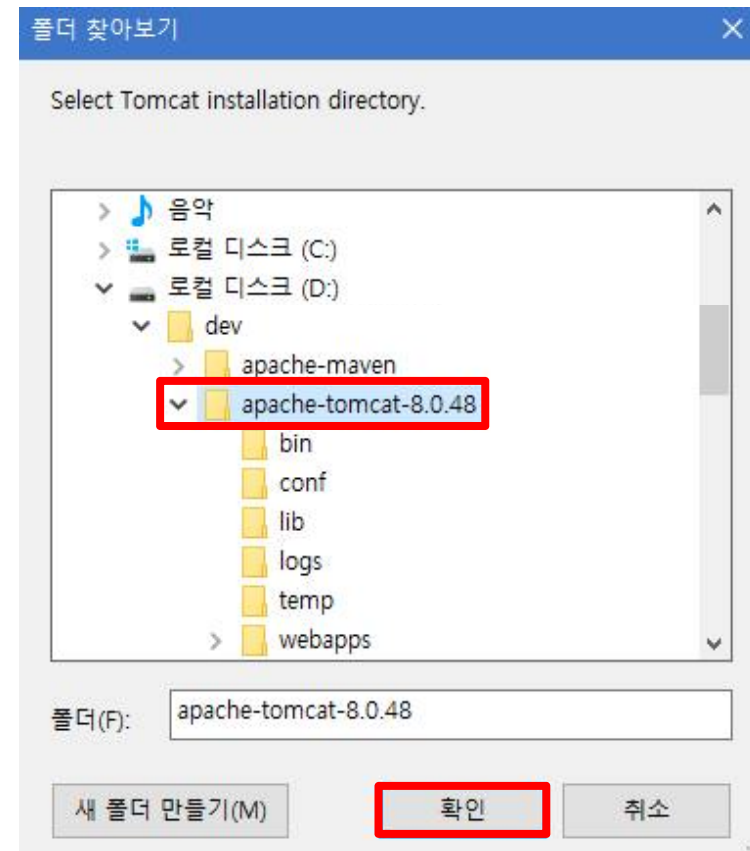 폴더 찾아보기
Select Tomcat installation directory.
음악
로컬 디스크 (C:)
로컬 디스크 (D:)
dev
apache-maven
apache-tomcat-8.0.48
bin
conf
lib
logs
temp
webapps
폴더(F): apache-tomcat-8.0.48
새 폴더 만들기(M) 확인 취소